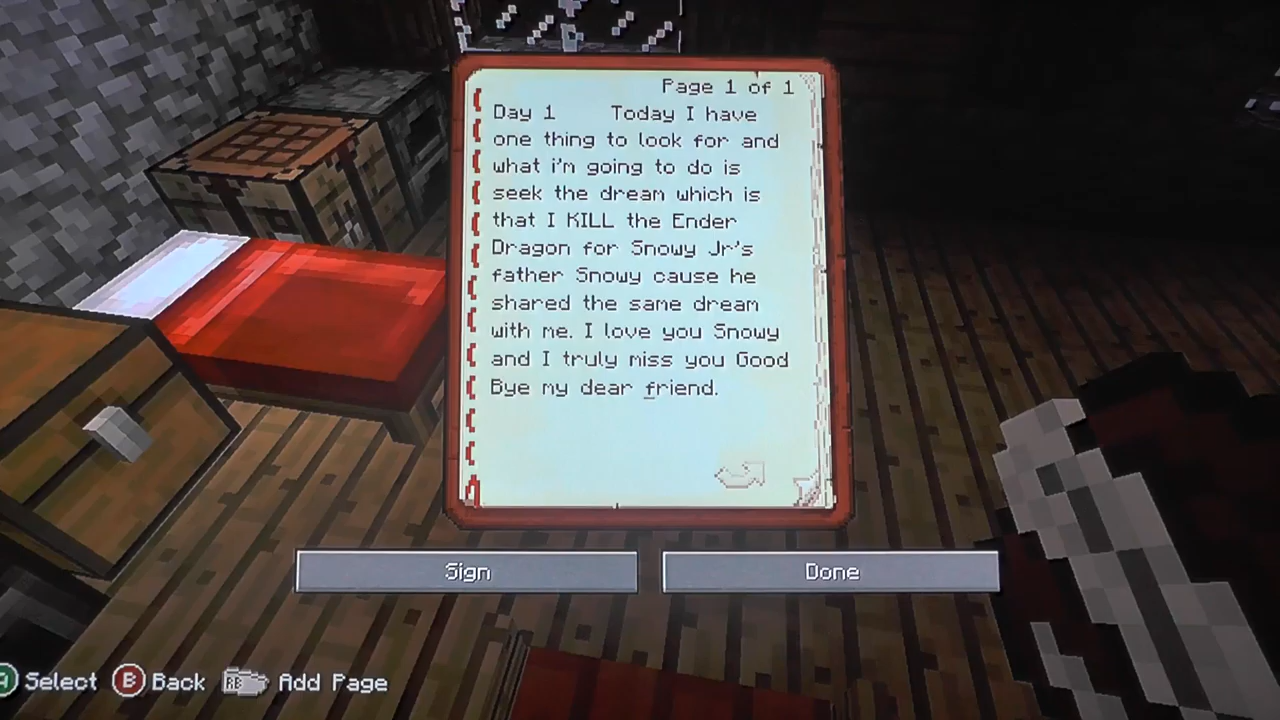 Page 1 of 1
Day 1 Today I have
one thing to look for and
what i'm going to do is
seek the dream which is
that I KILL the Ender
Dragon for Snowy Jr's
father Snowy cause he
shared the same dream
with me. I love you Snowy
and I truly miss you Good
Bye my dear friend.
Sign
Done
A Select B Back RB Add Page